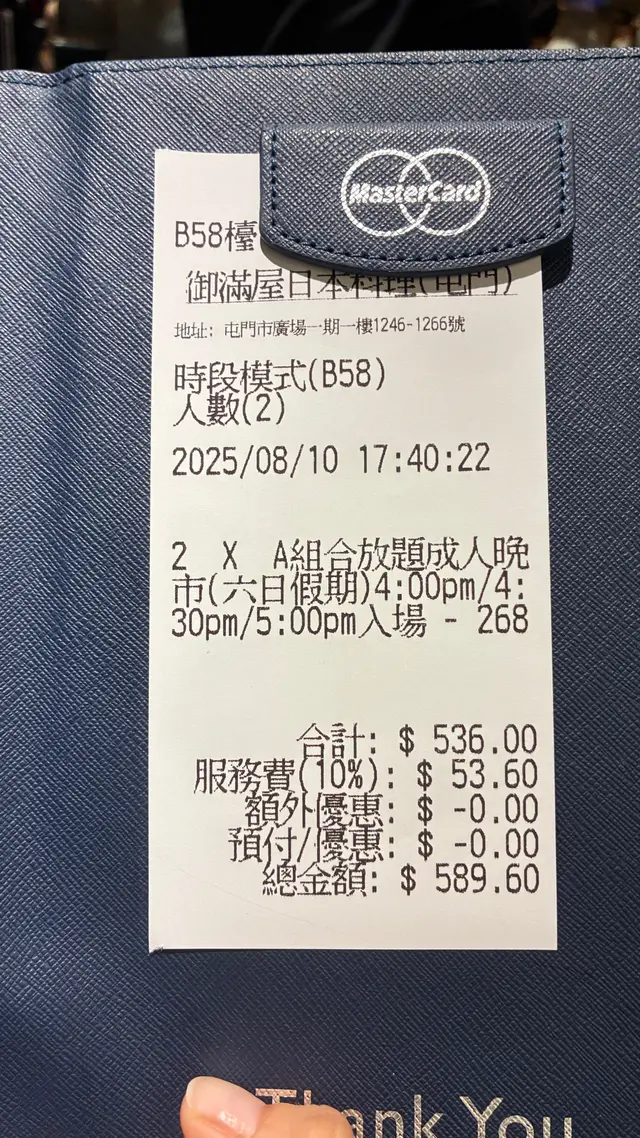 MasterCard
B58檯
御滿屋日本料理(屯門)
地址: 屯門市廣場一期一樓1246-1266號
時段模式(B58)
人數(2)
2025/08/10 17:40:22
2 X A組合放題成人晚
市(六日假期)4:00pm/4:
30pm/5:00pm入場 - 268
合計: $ 536.00
服務費(10%): $ 53.60
額外優惠: $ -0.00
預付/優惠: $ -0.00
總金額: $ 589.60
Thank You